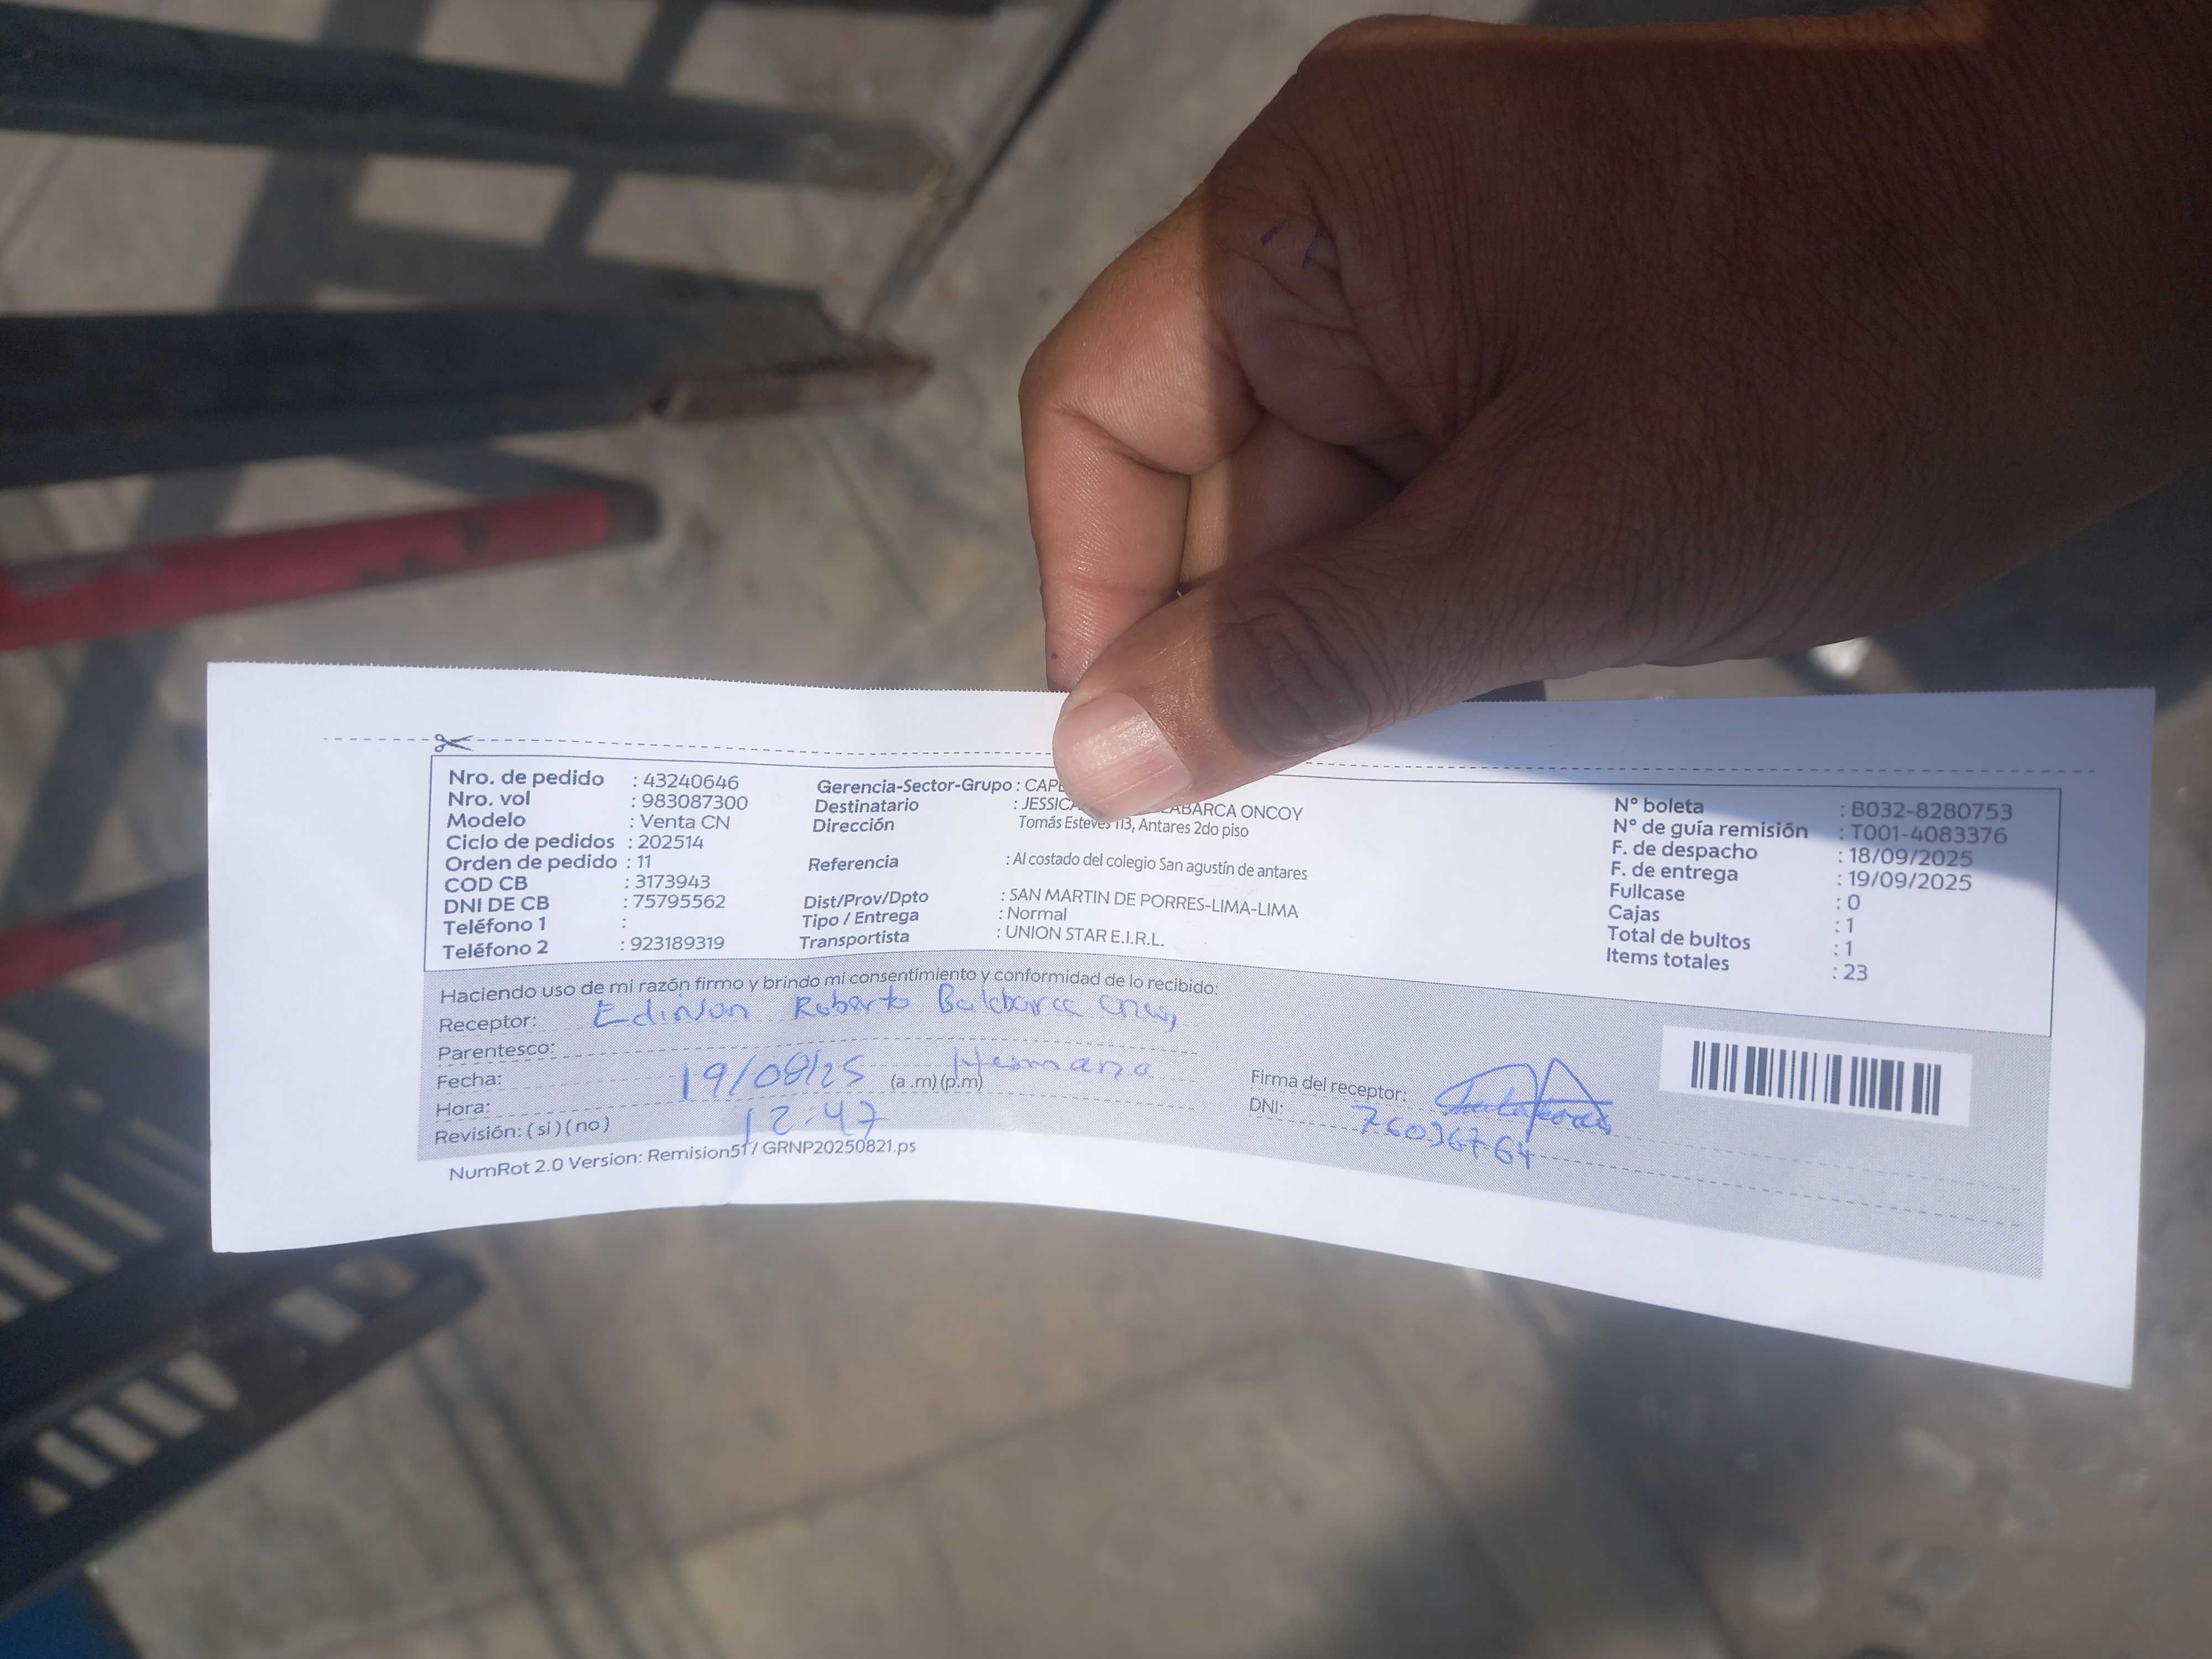 Nro. de pedido : 43240646
Nro. vol : 983087300
Modelo : Venta CN
Ciclo de pedidos : 202514
Orden de pedido : 11
COD CB : 3173943
DNI DE CB : 75795562
Teléfono 1 :
Teléfono 2 : 923189319
Gerencia-Sector-Grupo :
Destinatario : JESSICA ONCOY
Dirección Tomás Esteves 113, Antares 2do piso
Referencia : Al costado del colegio San agustín de antares
Dist/Prov/Dpto : SAN MARTIN DE PORRES-LIMA-LIMA
Tipo / Entrega : Normal
Transportista : UNION STAR E.I.R.L.
N° boleta : B032-8280753
N° de guía remisión : T001-4083376
F. de despacho : 18/09/2025
F. de entrega : 19/09/2025
Fullcase : 0
Cajas : 1
Total de bultos : 1
Items totales : 23
Haciendo uso de mi razón firmo y brindo mi consentimiento y conformidad de lo recibido:
Receptor: Roberto
Parentesco: Hermano
Fecha: 19/08/25 (a .m) (p.m)
Hora: 12:47
Revisión: ( si ) ( no )
Firma del receptor:
DNI:
NumRot 2.0 Version: Remision51 / GRNP20250821.ps